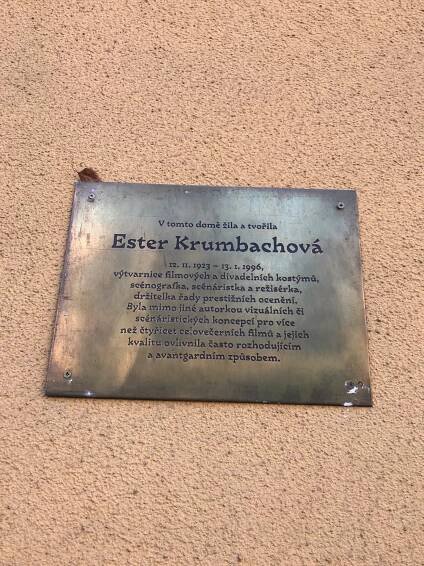 V tomto domě žila a tvořila
Ester Krumbachová
12. 11. 1923 – 13. 1. 1996,
výtvarnice filmových a divadelních kostýmů,
scénografka, scénáristka a režisérka,
držitelka řady prestižních ocenění.
Byla mimo jiné autorkou vizuálních či
scénáristických koncepcí pro více
než čtyřicet celovečerních filmů a jejich
kvalitu ovlivnila často rozhodujícím
a avantgardním způsobem.